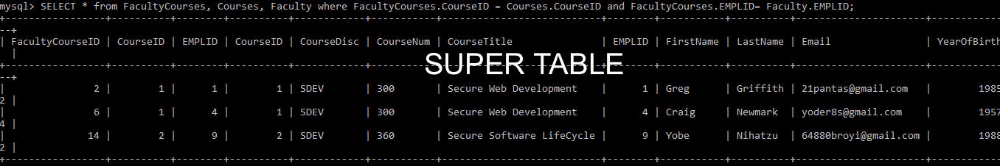 mysql> SELECT * from FacultyCourses, Courses, Faculty where FacultyCourses.CourseID = Courses.CourseID and FacultyCourses.EMPLID= Faculty.EMPLID;
+----------------+----------+--------+----------+------------+-----------+----------------------------+--------+-----------+----------+-----------------------+------------
--+
| FacultyCourseID | CourseID | EMPLID | CourseID | CourseDisc | CourseNum | CourseTitle | EMPLID | FirstName | LastName | Email | YearOfBirth
|
+----------------+----------+--------+----------+------------+-----------+----------------------------+--------+-----------+----------+-----------------------+------------
SUPER TABLE
--+
| 2 | 1 | 1 | 1 | SDEV | 300 | Secure Web Development | 1 | Greg | Griffith | 21pantas@gmail.com | 1985
2 |
| 6 | 1 | 4 | 1 | SDEV | 300 | Secure Web Development | 4 | Craig | Newmark | yoder8s@gmail.com | 1957
4 |
| 14 | 2 | 9 | 2 | SDEV | 360 | Secure Software LifeCycle | 9 | Yobe | Nihatzu | 64880broyi@gmail.com | 1988
2 |
+----------------+----------+--------+----------+------------+-----------+----------------------------+--------+-----------+----------+-----------------------+------------